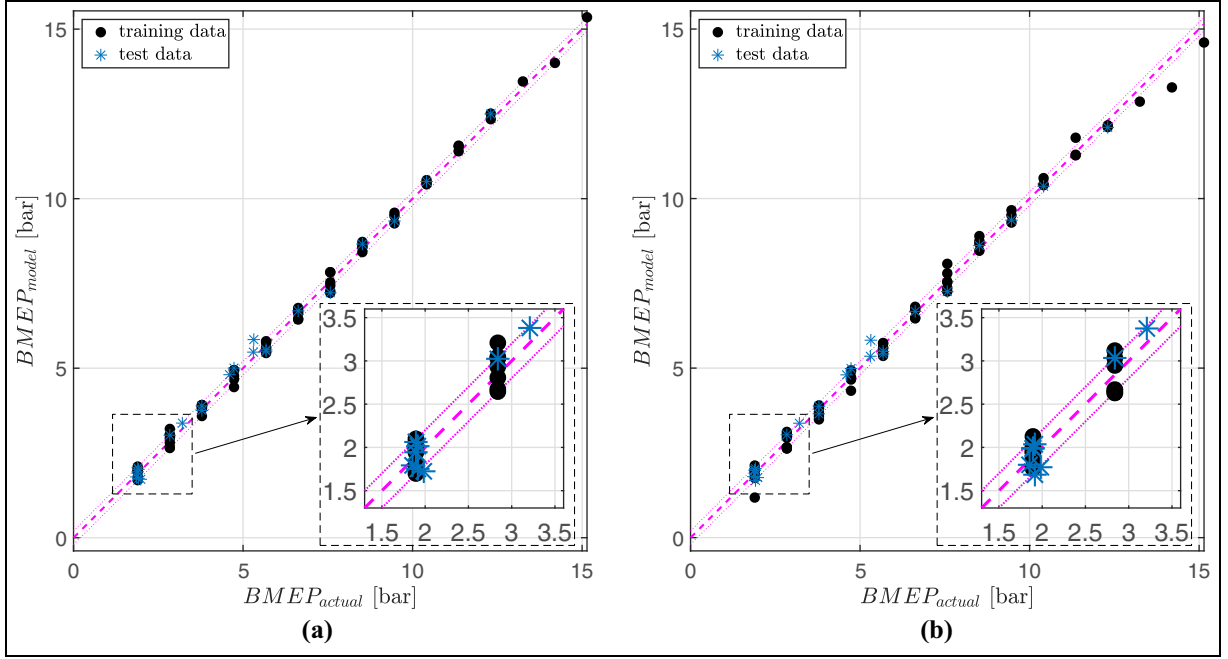 15
10
5
0
BMEP_model [bar]
training data
test data
3.5
3
2.5
2
1.5
1.5 2 2.5 3 3.5
0 5 10 15
BMEP_actual [bar]
(a)
15
10
5
0
BMEP_model [bar]
training data
test data
3.5
3
2.5
2
1.5
1.5 2 2.5 3 3.5
0 5 10 15
BMEP_actual [bar]
(b)